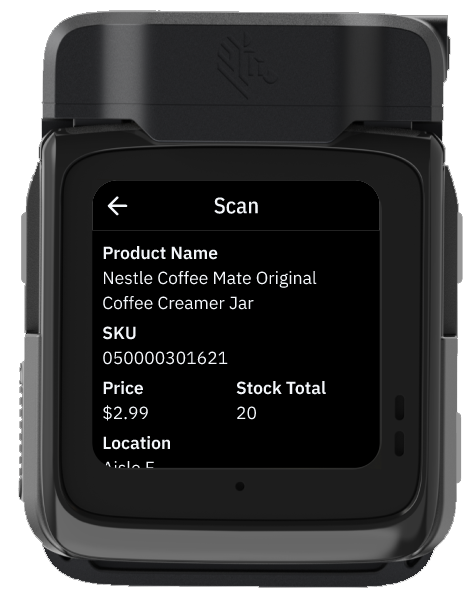 Scan
Product Name
Nestle Coffee Mate Original
Coffee Creamer Jar
SKU
050000301621
Price Stock Total
$2.99 20
Location
Aisle